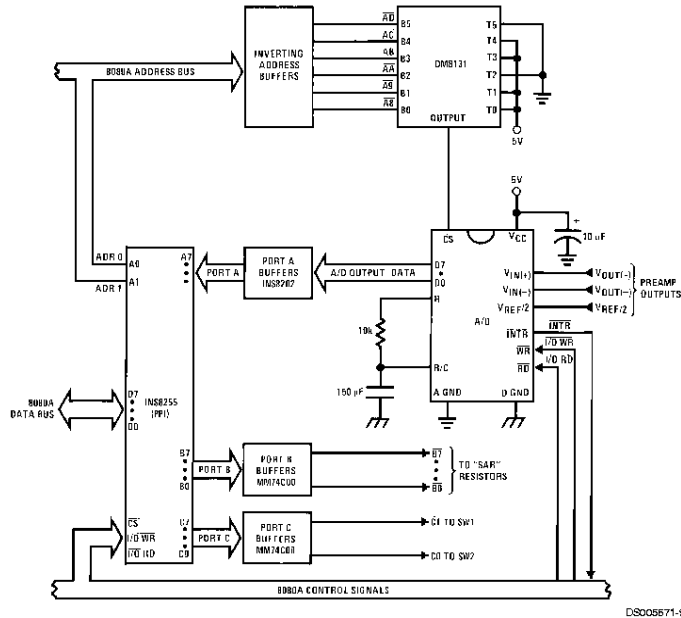 8080A ADDRESS BUS
INVERTING
ADDRESS
BUFFERS
AD
AC
AB
AA
A9
A8
B5
B4
B3
B2
B1
B0
DM8131
OUTPUT
T5
T4
T3
T2
T1
T0
5V
5V
10 µF
+
CS
VCC
ADR 0
ADR 1
A0
A1
A7
PORT A
PORT A
BUFFERS
A/D OUTPUT DATA
D7
D0
R
10k
R/C
150 pF
A GND
D GND
A/D
VIN(+)
VIN(−)
VREF/2
INTR
WR
RD
VOUT(−)
VOUT(−)
VREF/2
PREAMP
OUTPUTS
INTR
I/O WR
I/O RD
8080A
DATA BUS
D7
D0
INS8255
(PPI)
B7
B0
PORT B
PORT B
BUFFERS
MM74C00
B7
B6
TO "SAR"
RESISTORS
CS
I/O WR
I/O RD
C7
C0
PORT C
PORT C
BUFFERS
C1 TO SW1
C0 TO SW2
8080A CONTROL SIGNALS